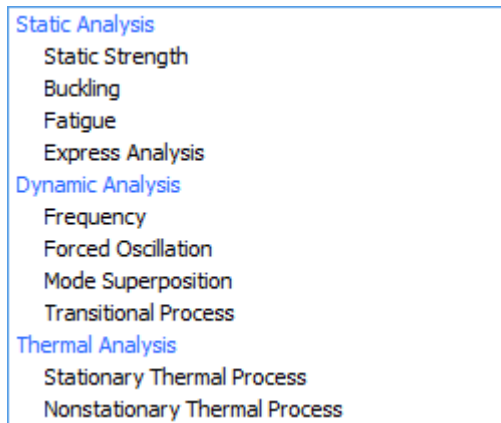 Static Analysis
Static Strength
Buckling
Fatigue
Express Analysis
Dynamic Analysis
Frequency
Forced Oscillation
Mode Superposition
Transitional Process
Thermal Analysis
Stationary Thermal Process
Nonstationary Thermal Process